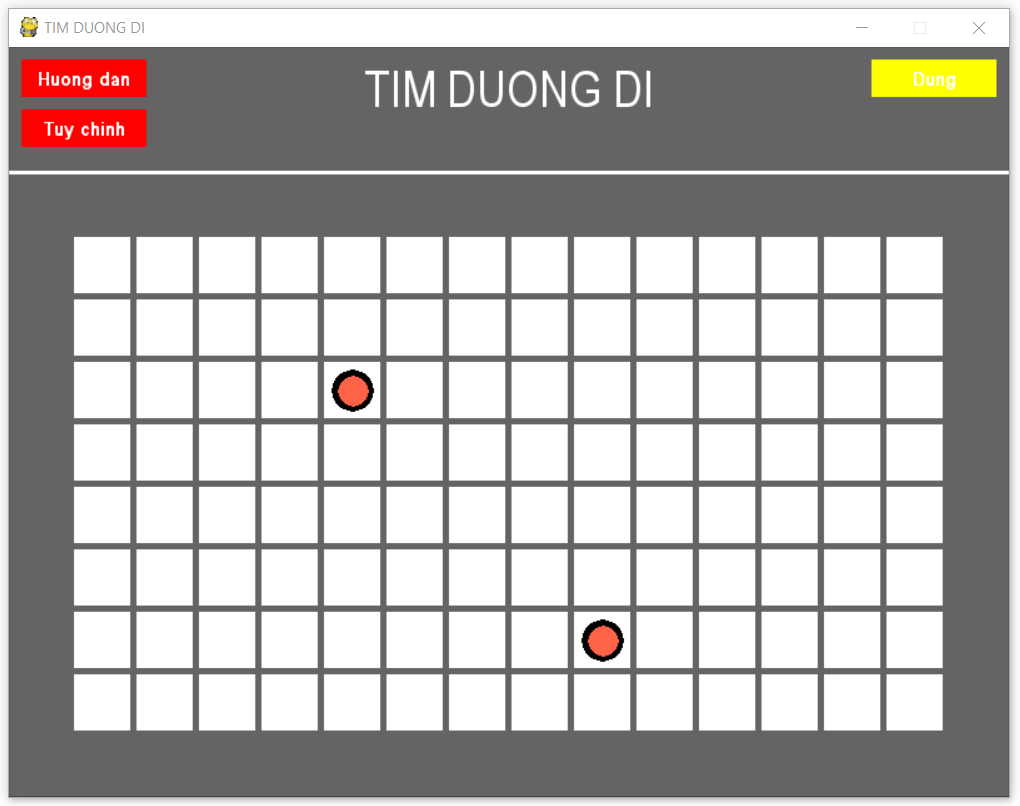 TIM DUONG DI
Huong dan
TIM DUONG DI
Dung
Tuy chinh